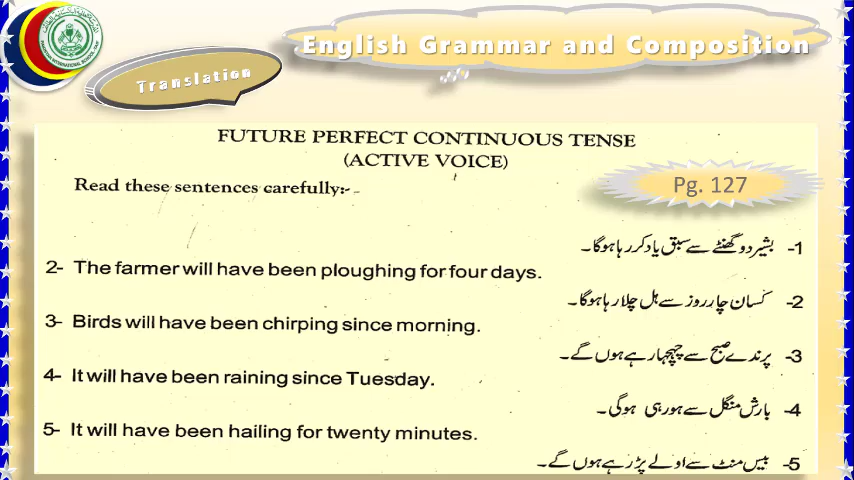 English Grammar and Composition
Translation
FUTURE PERFECT CONTINUOUS TENSE
(ACTIVE VOICE)
Read these sentences carefully:-
Pg. 127
1- بشیر دو گھنٹے سے سبق یاد کر رہا ہوگا۔
2- The farmer will have been ploughing for four days.
2- کسان چار روز سے ہل چلا رہا ہوگا۔
3- Birds will have been chirping since morning.
3- پرندے صبح سے چہچہا رہے ہوں گے۔
4- It will have been raining since Tuesday.
4- بارش منگل سے ہو رہی ہوگی۔
5- It will have been hailing for twenty minutes.
5- بیس منٹ سے اولے پڑ رہے ہوں گے۔